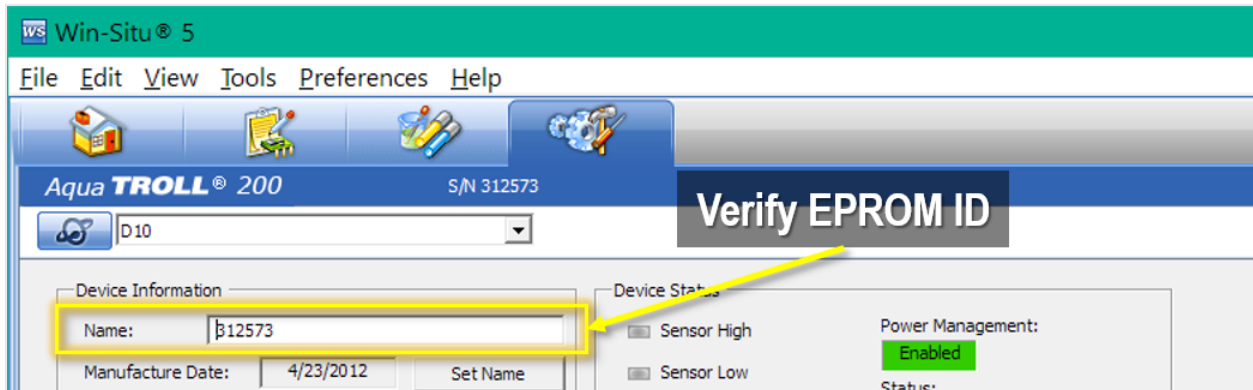 WS Win-Situ® 5
File Edit View Tools Preferences Help
Aqua TROLL® 200 S/N 312573
Verify EPROM ID
D10
Device Information
Device Status
Name: 312573
Sensor High
Power Management:
Enabled
Manufacture Date: 4/23/2012 Set Name
Sensor Low
Status: